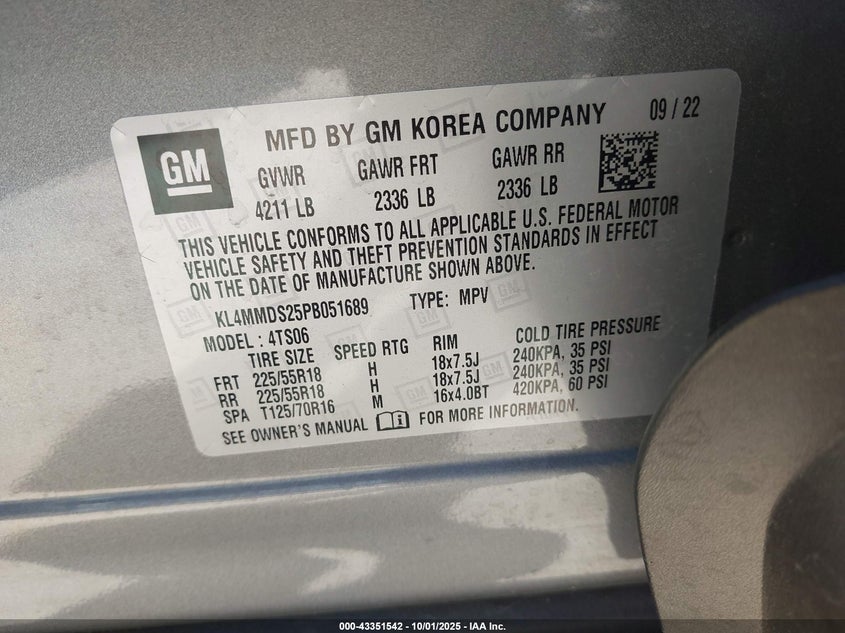 GM
MFD BY GM KOREA COMPANY 09 / 22
GVWR GAWR FRT GAWR RR
4211 LB 2336 LB 2336 LB
THIS VEHICLE CONFORMS TO ALL APPLICABLE U.S. FEDERAL MOTOR
VEHICLE SAFETY AND THEFT PREVENTION STANDARDS IN EFFECT
ON THE DATE OF MANUFACTURE SHOWN ABOVE.
KL4MMDS25PB051689 TYPE: MPV
MODEL : 4TS06
TIRE SIZE SPEED RTG RIM COLD TIRE PRESSURE
FRT 225/55R18 H 18x7.5J 240KPA, 35 PSI
RR 225/55R18 H 18x7.5J 240KPA, 35 PSI
SPA T125/70R16 M 16x4.0BT 420KPA, 60 PSI
SEE OWNER'S MANUAL FOR MORE INFORMATION.
000-43351542 - 10/01/2025 - IAA Inc.